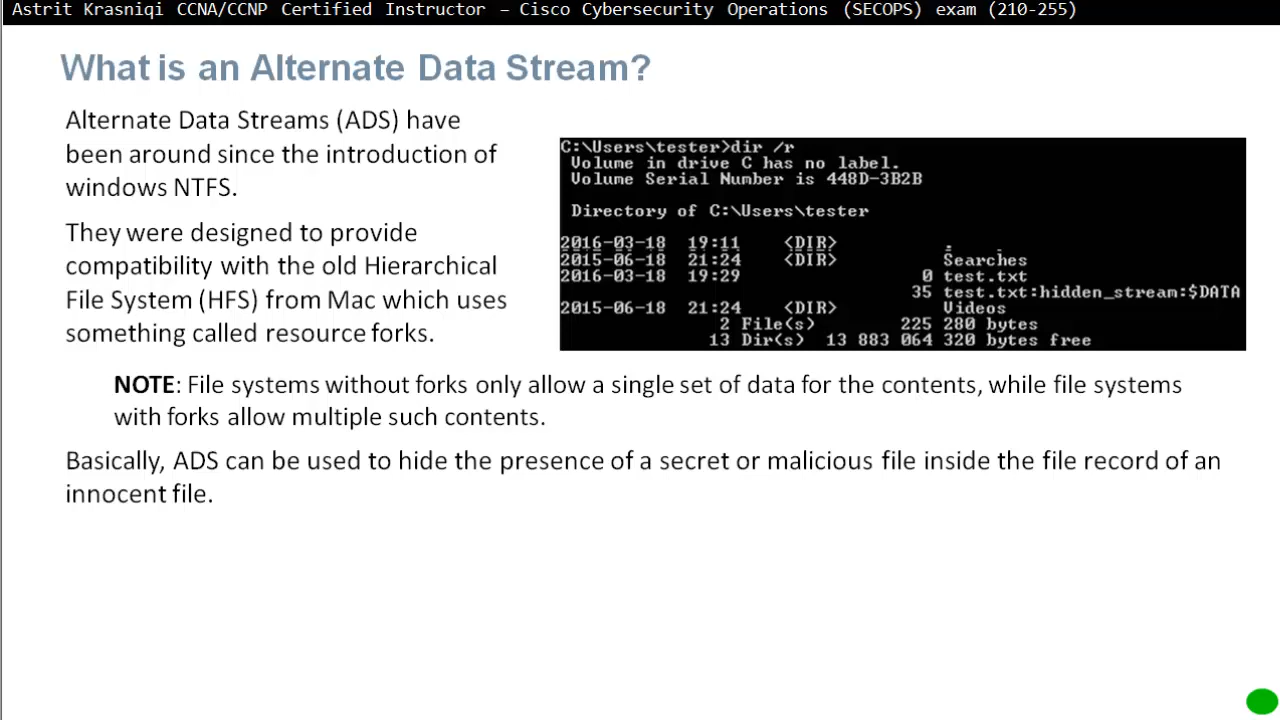 Astrit Krasniqi CCNA/CCNP Certified Instructor – Cisco Cybersecurity Operations (SECOPS) exam (210-255)
What is an Alternate Data Stream?
Alternate Data Streams (ADS) have
been around since the introduction of
windows NTFS.
They were designed to provide
compatibility with the old Hierarchical
File System (HFS) from Mac which uses
something called resource forks.
C:\Users\tester>dir /r
Volume in drive C has no label.
Volume Serial Number is 448D-3B2B
Directory of C:\Users\tester
2016-03-18 19:11 <DIR> .
2015-06-18 21:24 <DIR> Searches
2016-03-18 19:29 0 test.txt
35 test.txt:hidden_stream:$DATA
2015-06-18 21:24 <DIR> Videos
2 File(s) 225 280 bytes
13 Dir(s) 13 883 064 320 bytes free
NOTE: File systems without forks only allow a single set of data for the contents, while file systems
with forks allow multiple such contents.
Basically, ADS can be used to hide the presence of a secret or malicious file inside the file record of an
innocent file.